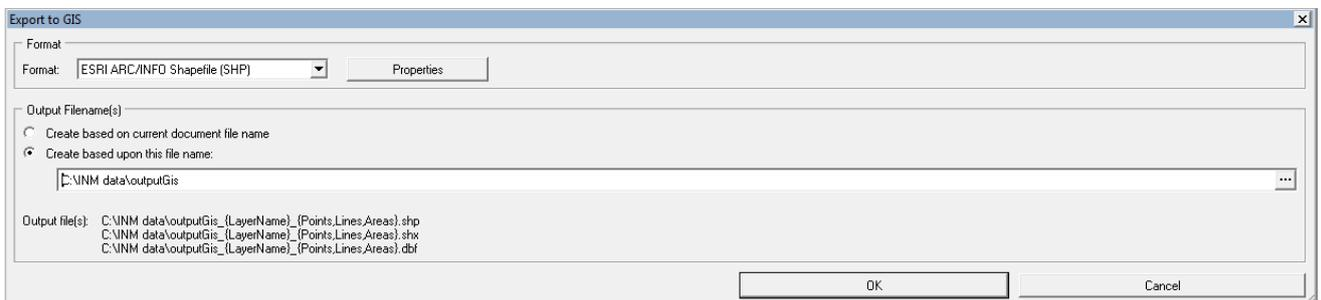 Export to GIS
Format
Format: ESRI ARC/INFO Shapefile (SHP) Properties
Output Filename(s)
Create based on current document file name
Create based upon this file name:
C:\INM data\outputGis ...
Output file(s): C:\INM data\outputGis_{LayerName}_{Points,Lines,Areas}.shp
C:\INM data\outputGis_{LayerName}_{Points,Lines,Areas}.shx
C:\INM data\outputGis_{LayerName}_{Points,Lines,Areas}.dbf
OK Cancel